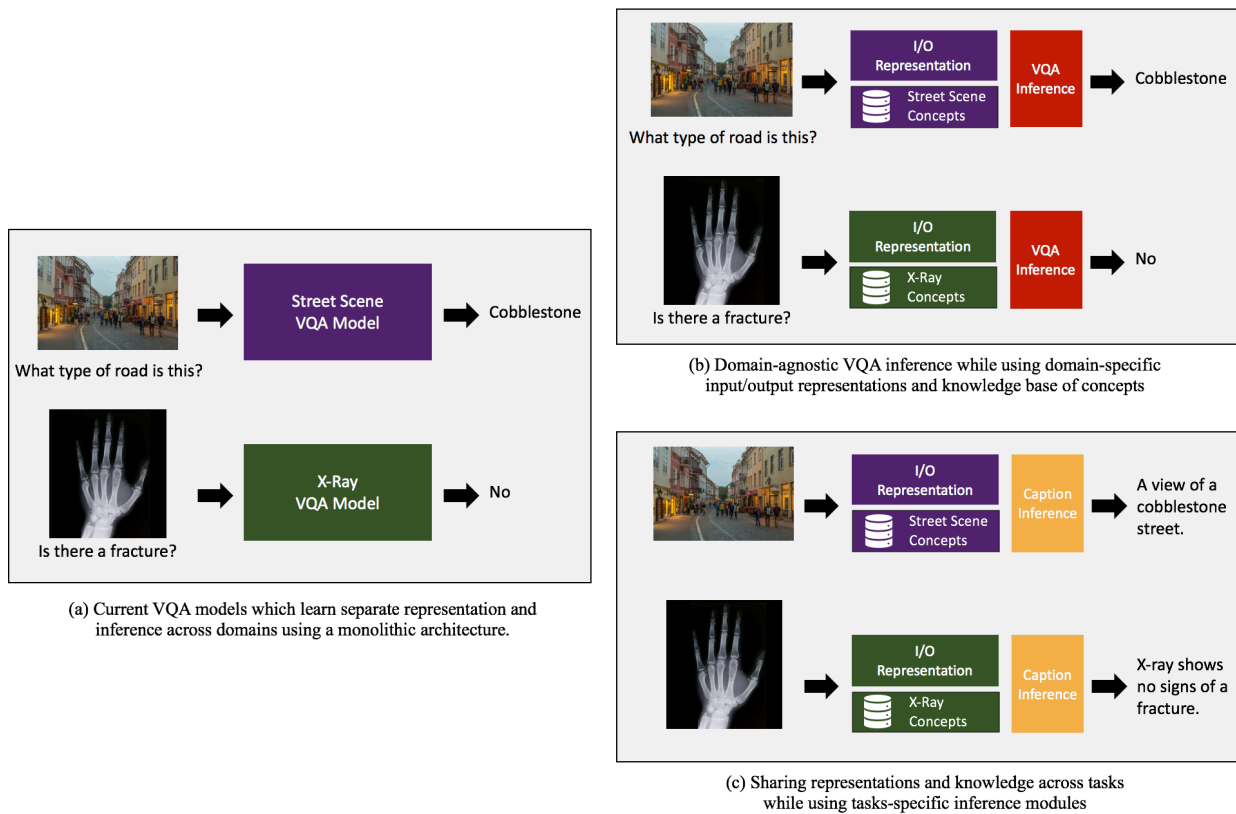 Street Scene
VQA Model
Cobblestone
What type of road is this?
X-Ray
VQA Model
No
Is there a fracture?
(a) Current VQA models which learn separate representation and
inference across domains using a monolithic architecture.
I/O
Representation
Street Scene
Concepts
VQA
Inference
Cobblestone
What type of road is this?
I/O
Representation
X-Ray
Concepts
VQA
Inference
No
Is there a fracture?
(b) Domain-agnostic VQA inference while using domain-specific
input/output representations and knowledge base of concepts
I/O
Representation
Street Scene
Concepts
Caption
Inference
A view of a
cobblestone
street.
I/O
Representation
X-Ray
Concepts
Caption
Inference
X-ray shows
no signs of a
fracture.
(c) Sharing representations and knowledge across tasks
while using tasks-specific inference modules